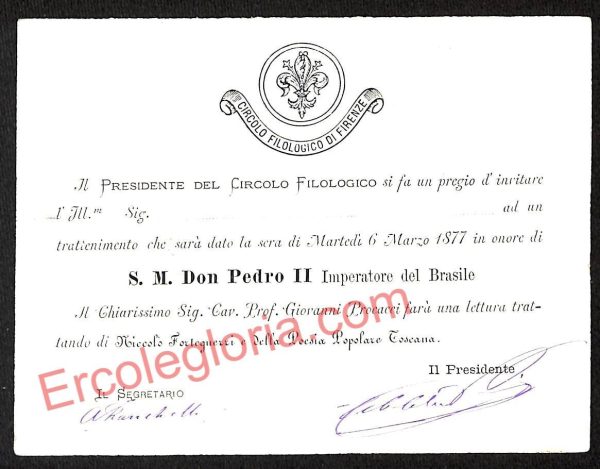 CIRCOLO FILOLOGICO DI FIRENZE
Il PRESIDENTE DEL CIRCOLO FILOLOGICO si fa un pregio d' invitare
l' Ill.m Sig. ad un
trattenimento che sarà dato la sera di Martedì 6 Marzo 1877 in onore di
S. M. Don Pedro II Imperatore del Brasile
Il Chiarissimo Sig. Cav. Prof. Giovanni Procacci farà una lettura trat-
tando di Niccolò Forteguerri e della Poesia Popolare Toscana.
Il Presidente
IL SEGRETARIO
Ercolegloria.com